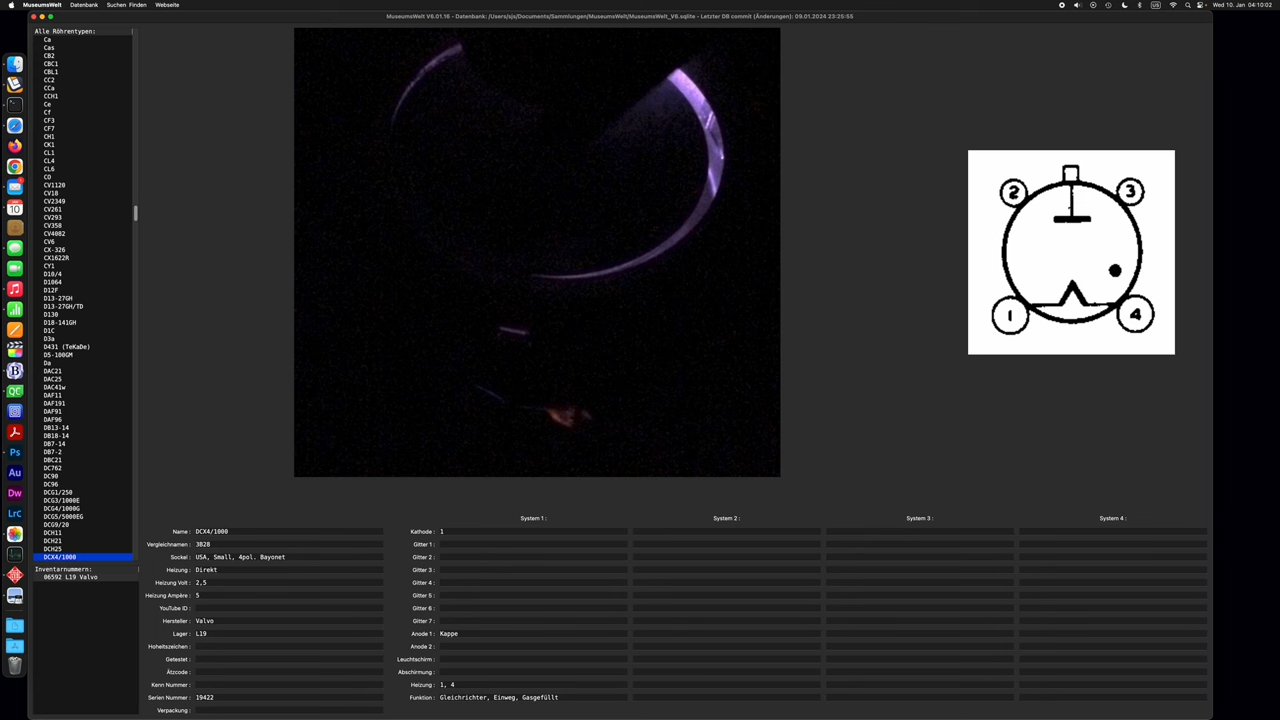 MuseumsWelt Datenbank Suchen Finden Webseite
US
Mi 10. Jan. 04:10:02
MuseumsWelt V6.01.16 - Datenbank: /Users/sjs/Documents/Sammlungen/MuseumsWelt/MuseumsWelt_V6.sqlite - Letzter DB commit (Änderungen): 09.01.2024 23:25:55
Alle Röhrentypen:
Ca
Cas
CB2
CBC1
CBL1
CC2
CCa
CCH1
Ce
Cf
CF3
CF7
CH1
CK1
CL1
CL4
CL6
CO
CV1120
CV18
CV2349
CV261
CV293
CV358
CV4082
CV6
CX-326
CX1622R
CY1
D10/4
D1064
D12F
D13-27GH
D13-27GH/TD
D130
D18-141GH
D1C
D3a
D431 (TeKaDe)
D5-100GM
Da
DAC21
DAC25
DAC41w
DAF11
DAF191
DAF91
DAF96
DB13-14
DB18-14
DB7-14
DB7-2
DBC21
DC762
DC90
DC96
DCG1/250
DCG3/1000E
DCG4/1000G
DCG5/5000EG
DCG9/20
DCH11
DCH21
DCH25
DCX4/1000
Inventarnummern:
06592 L19 Valvo
10
QC
Ps
Au
Dw
LrC
2 3
1 4
System 1 : System 2 : System 3 : System 4 :
Name : DCX4/1000
Vergleichnamen : 3B28
Sockel : USA, Small, 4pol. Bayonet
Heizung : Direkt
Heizung Volt : 2,5
Heizung Ampère : 5
YouTube ID :
Hersteller : Valvo
Lager : L19
Hoheitszeichen :
Getestet :
Ätzcode :
Kenn Nummer :
Serien Nummer : 19422
Verpackung :
Kathode : 1
Gitter 1 :
Gitter 2 :
Gitter 3 :
Gitter 4 :
Gitter 5 :
Gitter 6 :
Gitter 7 :
Anode 1 : Kappe
Anode 2 :
Leuchtschirm :
Abschirmung :
Heizung : 1, 4
Funktion : Gleichrichter, Einweg, Gasgefüllt